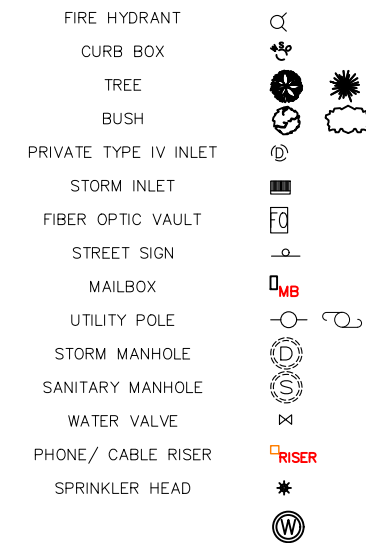 FIRE HYDRANT
CURB BOX
TREE
BUSH
PRIVATE TYPE IV INLET D
STORM INLET
FIBER OPTIC VAULT FO
STREET SIGN
MAILBOX MB
UTILITY POLE
STORM MANHOLE D
SANITARY MANHOLE S
WATER VALVE
PHONE/ CABLE RISER RISER
SPRINKLER HEAD
W